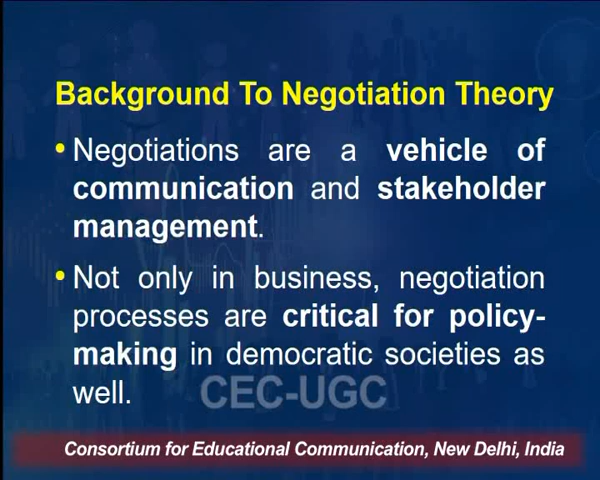 Background To Negotiation Theory
• Negotiations are a vehicle of
communication and stakeholder
management.
• Not only in business, negotiation
processes are critical for policy-
making in democratic societies as
well.
CEC-UGC
Consortium for Educational Communication, New Delhi, India